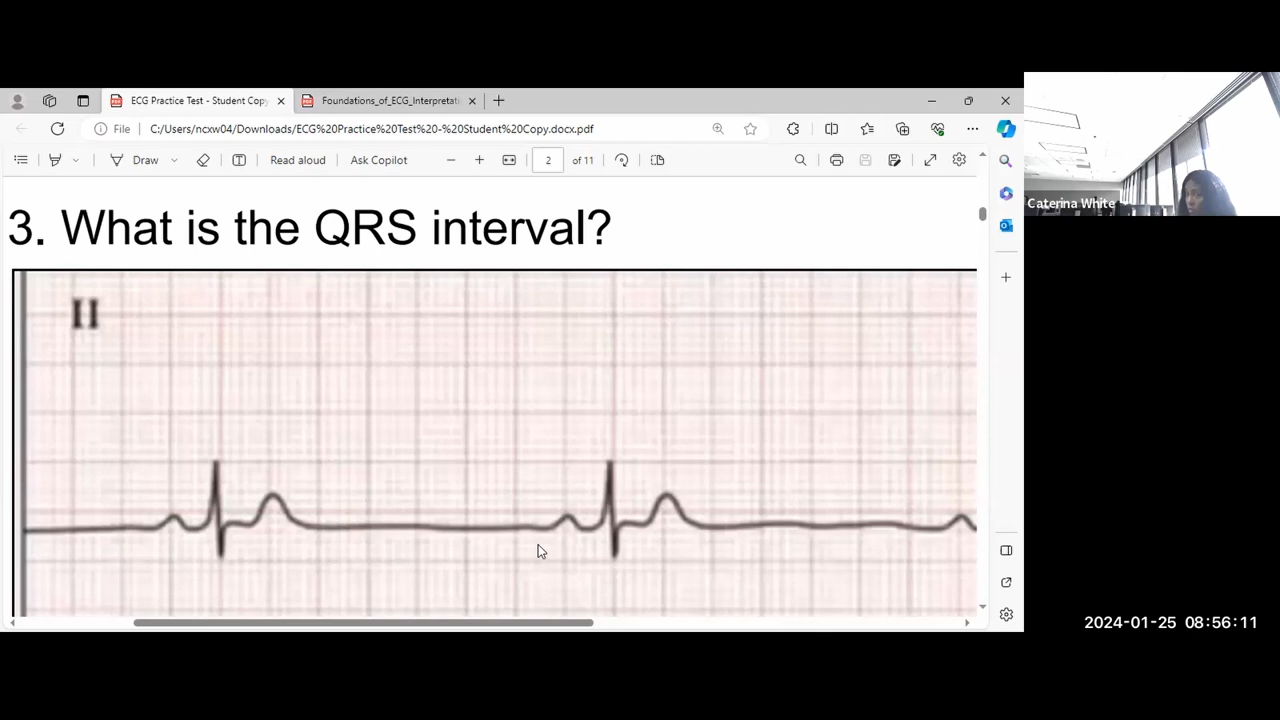 ECG Practice Test - Student Copy
Foundations_of_ECG_Interpretati
File
C:/Users/ncxw04/Downloads/ECG%20Practice%20Test%20-%20Student%20Copy.docx.pdf
Draw
Read aloud
Ask Copilot
2
of 11
Caterina White
3. What is the QRS interval?
II
2024-01-25 08:56:11